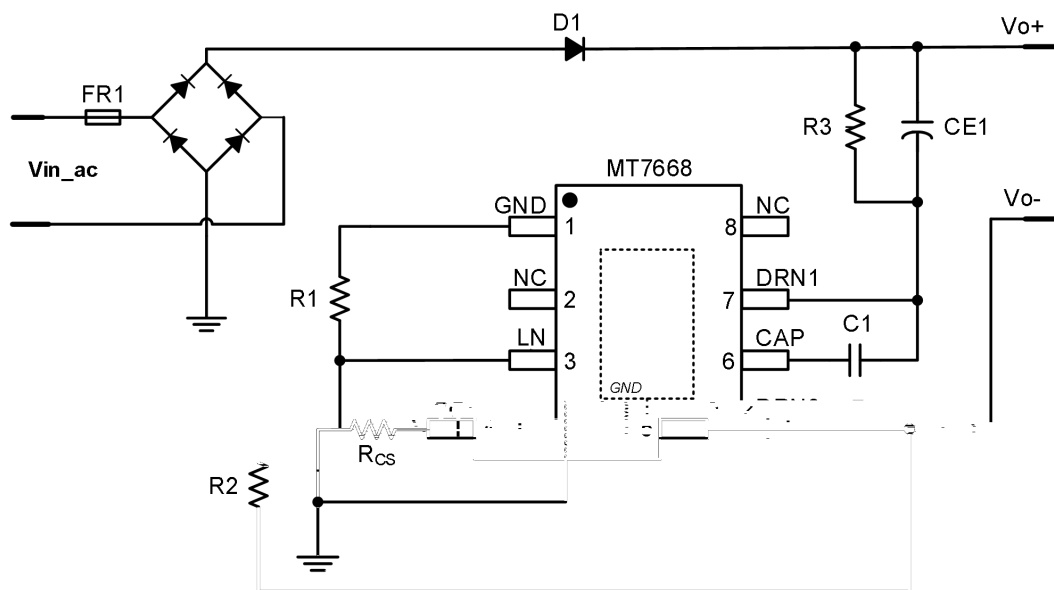 D1
Vo+
FR1
R3
CE1
Vin_ac
MT7668
Vo-
GND
1
8
NC
NC
2
7
DRN1
R1
C1
LN
3
6
CAP
GND
RCS
R2